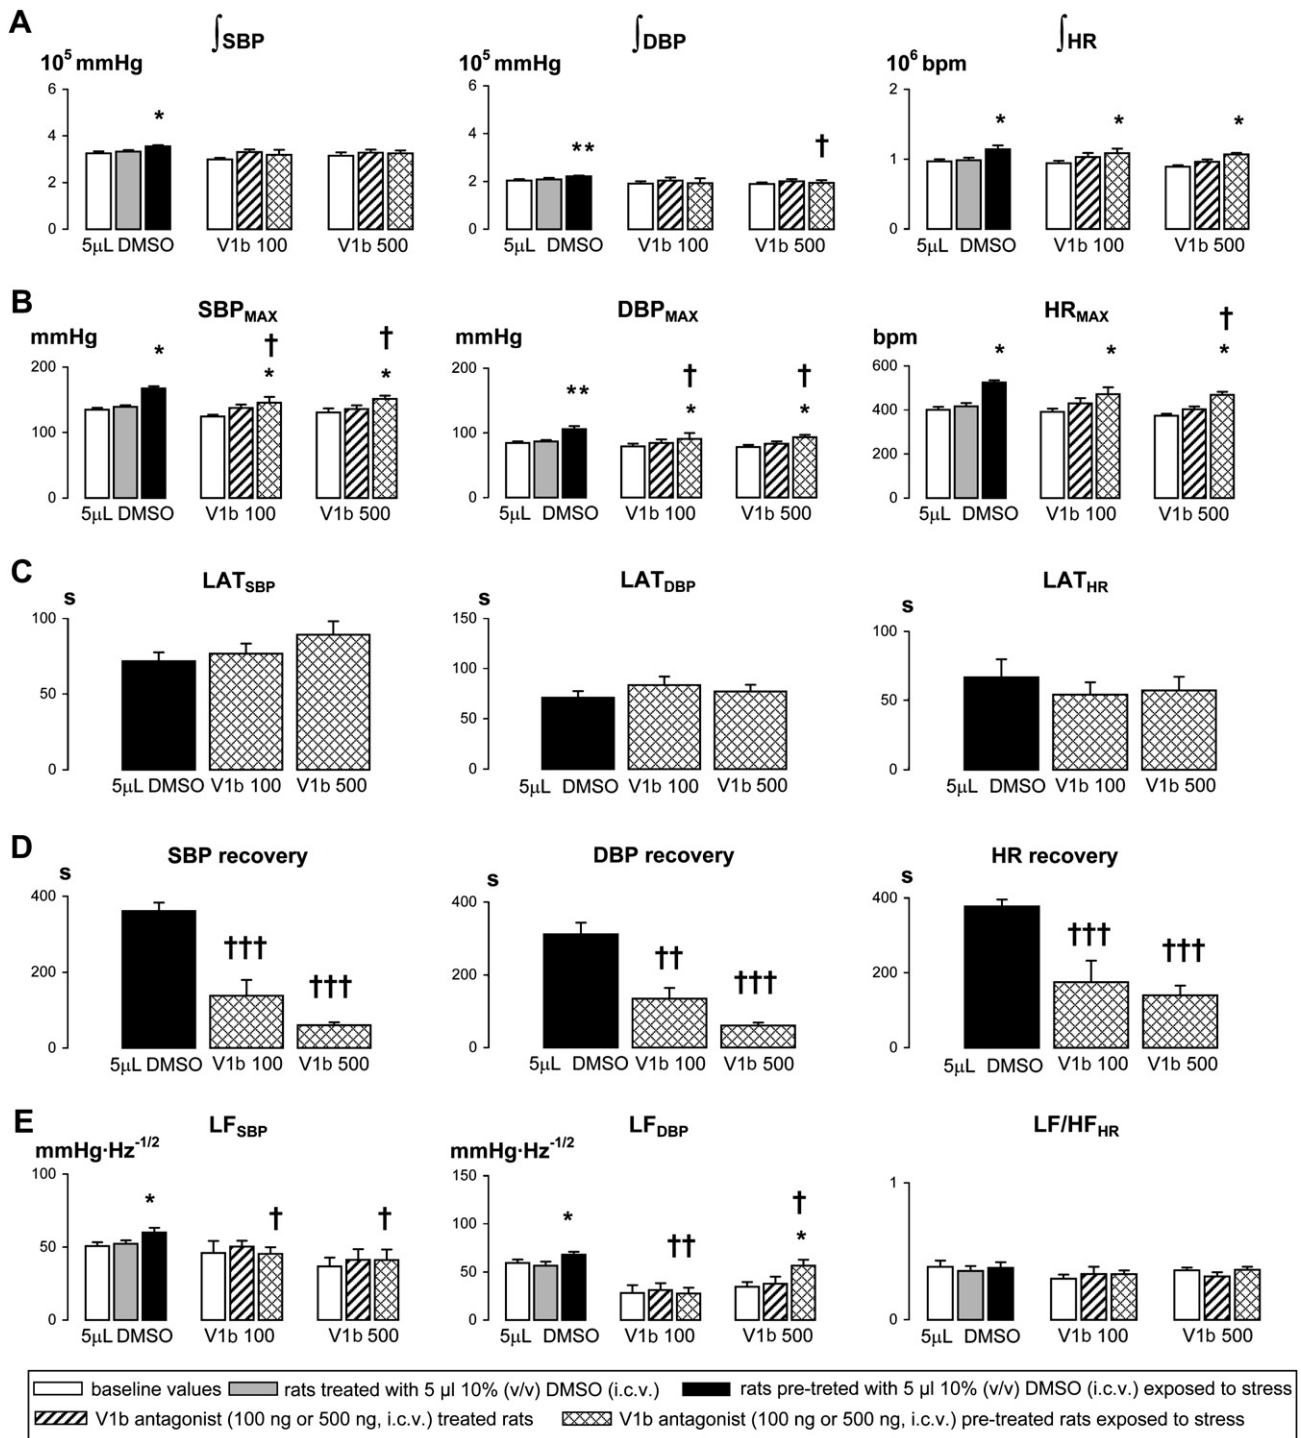 A
∫SBP ∫DBP ∫HR
10⁵ mmHg 10⁵ mmHg 10⁶ bpm
6 6 2
*
4 4 * * *
** † 1
2 2
0 0 0
5µL DMSO V1b 100 V1b 500 5µL DMSO V1b 100 V1b 500 5µL DMSO V1b 100 V1b 500
B
SBPMAX DBPMAX HRMAX
mmHg mmHg bpm
* † † † † †
* * ** * * * * *
200 200 600
400
100 100
200
0 0 0
5µL DMSO V1b 100 V1b 500 5µL DMSO V1b 100 V1b 500 5µL DMSO V1b 100 V1b 500
C
LATSBP LATDBP LATHR
s s s
100 150 100
100
50 50
50
0 0 0
5µL DMSO V1b 100 V1b 500 5µL DMSO V1b 100 V1b 500 5µL DMSO V1b 100 V1b 500
D
SBP recovery DBP recovery HR recovery
s s s
400 400 400
††† ††† †† ††† ††† †††
200 200 200
0 0 0
5µL DMSO V1b 100 V1b 500 5µL DMSO V1b 100 V1b 500 5µL DMSO V1b 100 V1b 500
E
LFSBP LFDBP LF/HFHR
mmHg·Hz⁻¹/² mmHg·Hz⁻¹/²
100 150 1
* † † * †† †
*
100
50 50
0 0 0
5µL DMSO V1b 100 V1b 500 5µL DMSO V1b 100 V1b 500 5µL DMSO V1b 100 V1b 500
baseline values rats treated with 5 µl 10% (v/v) DMSO (i.c.v.) rats pre-treted with 5 µl 10% (v/v) DMSO (i.c.v.) exposed to stress
V1b antagonist (100 ng or 500 ng, i.c.v.) treated rats V1b antagonist (100 ng or 500 ng, i.c.v.) pre-treated rats exposed to stress